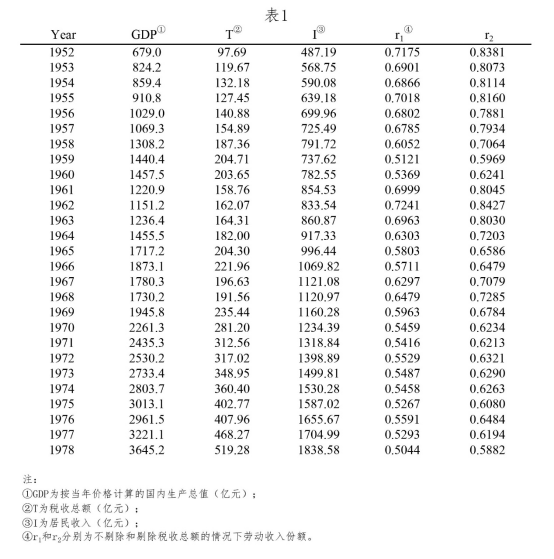 表1
Year GDP① T② I③ r₁④ r₂
1952 679.0 97.69 487.19 0.7175 0.8381
1953 824.2 119.67 568.75 0.6901 0.8073
1954 859.4 132.18 590.08 0.6866 0.8114
1955 910.8 127.45 639.18 0.7018 0.8160
1956 1029.0 140.88 699.96 0.6802 0.7881
1957 1069.3 154.89 725.49 0.6785 0.7934
1958 1308.2 187.36 791.72 0.6052 0.7064
1959 1440.4 204.71 737.62 0.5121 0.5969
1960 1457.5 203.65 782.55 0.5369 0.6241
1961 1220.9 158.76 854.53 0.6999 0.8045
1962 1151.2 162.07 833.54 0.7241 0.8427
1963 1236.4 164.31 860.87 0.6963 0.8030
1964 1455.5 182.00 917.33 0.6303 0.7203
1965 1717.2 204.30 996.44 0.5803 0.6586
1966 1873.1 221.96 1069.82 0.5711 0.6479
1967 1780.3 196.63 1121.08 0.6297 0.7079
1968 1730.2 191.56 1120.97 0.6479 0.7285
1969 1945.8 235.44 1160.28 0.5963 0.6784
1970 2261.3 281.20 1234.39 0.5459 0.6234
1971 2435.3 312.56 1318.84 0.5416 0.6213
1972 2530.2 317.02 1398.89 0.5529 0.6321
1973 2733.4 348.95 1499.81 0.5487 0.6290
1974 2803.7 360.40 1530.28 0.5458 0.6263
1975 3013.1 402.77 1587.02 0.5267 0.6080
1976 2961.5 407.96 1655.67 0.5591 0.6484
1977 3221.1 468.27 1704.99 0.5293 0.6194
1978 3645.2 519.28 1838.58 0.5044 0.5882
注：
①GDP为按当年价格计算的国内生产总值（亿元）；
②T为税收总额（亿元）；
③I为居民收入（亿元）；
④r₁和r₂分别为不剔除和剔除税收总额的情况下劳动收入份额。